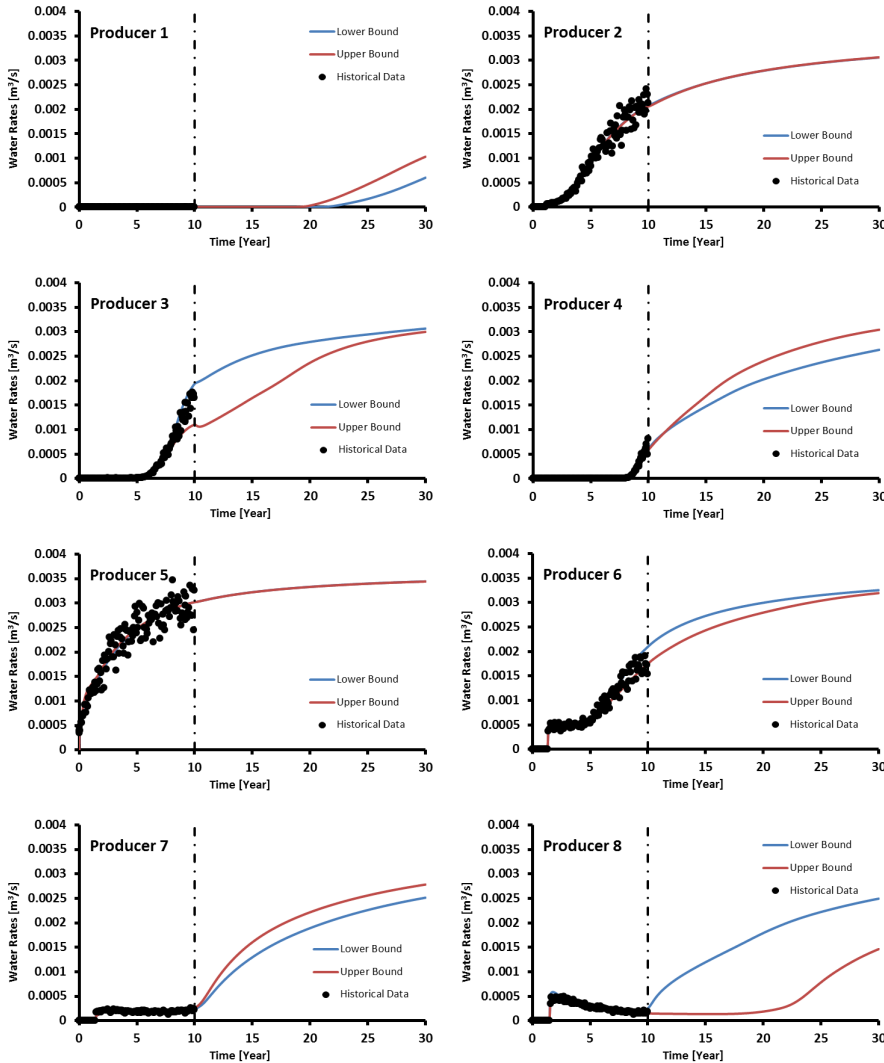 Producer 1
Water Rates [m³/s]
0.004
0.0035
0.003
0.0025
0.002
0.0015
0.001
0.0005
0
Lower Bound
Upper Bound
Historical Data
0 5 10 15 20 25 30
Time [Year]
Producer 2
Water Rates [m³/s]
0.004
0.0035
0.003
0.0025
0.002
0.0015
0.001
0.0005
0
Lower Bound
Upper Bound
Historical Data
0 5 10 15 20 25 30
Time [Year]
Producer 3
Water Rates [m³/s]
0.004
0.0035
0.003
0.0025
0.002
0.0015
0.001
0.0005
0
Lower Bound
Upper Bound
Historical Data
0 5 10 15 20 25 30
Time [Year]
Producer 4
Water Rates [m³/s]
0.004
0.0035
0.003
0.0025
0.002
0.0015
0.001
0.0005
0
Lower Bound
Upper Bound
Historical Data
0 5 10 15 20 25 30
Time [Year]
Producer 5
Water Rates [m³/s]
0.004
0.0035
0.003
0.0025
0.002
0.0015
0.001
0.0005
0
Lower Bound
Upper Bound
Historical Data
0 5 10 15 20 25 30
Time [Year]
Producer 6
Water Rates [m³/s]
0.004
0.0035
0.003
0.0025
0.002
0.0015
0.001
0.0005
0
Lower Bound
Upper Bound
Historical Data
0 5 10 15 20 25 30
Time [Year]
Producer 7
Water Rates [m³/s]
0.004
0.0035
0.003
0.0025
0.002
0.0015
0.001
0.0005
0
Lower Bound
Upper Bound
Historical Data
0 5 10 15 20 25 30
Time [Year]
Producer 8
Water Rates [m³/s]
0.004
0.0035
0.003
0.0025
0.002
0.0015
0.001
0.0005
0
Lower Bound
Upper Bound
Historical Data
0 5 10 15 20 25 30
Time [Year]